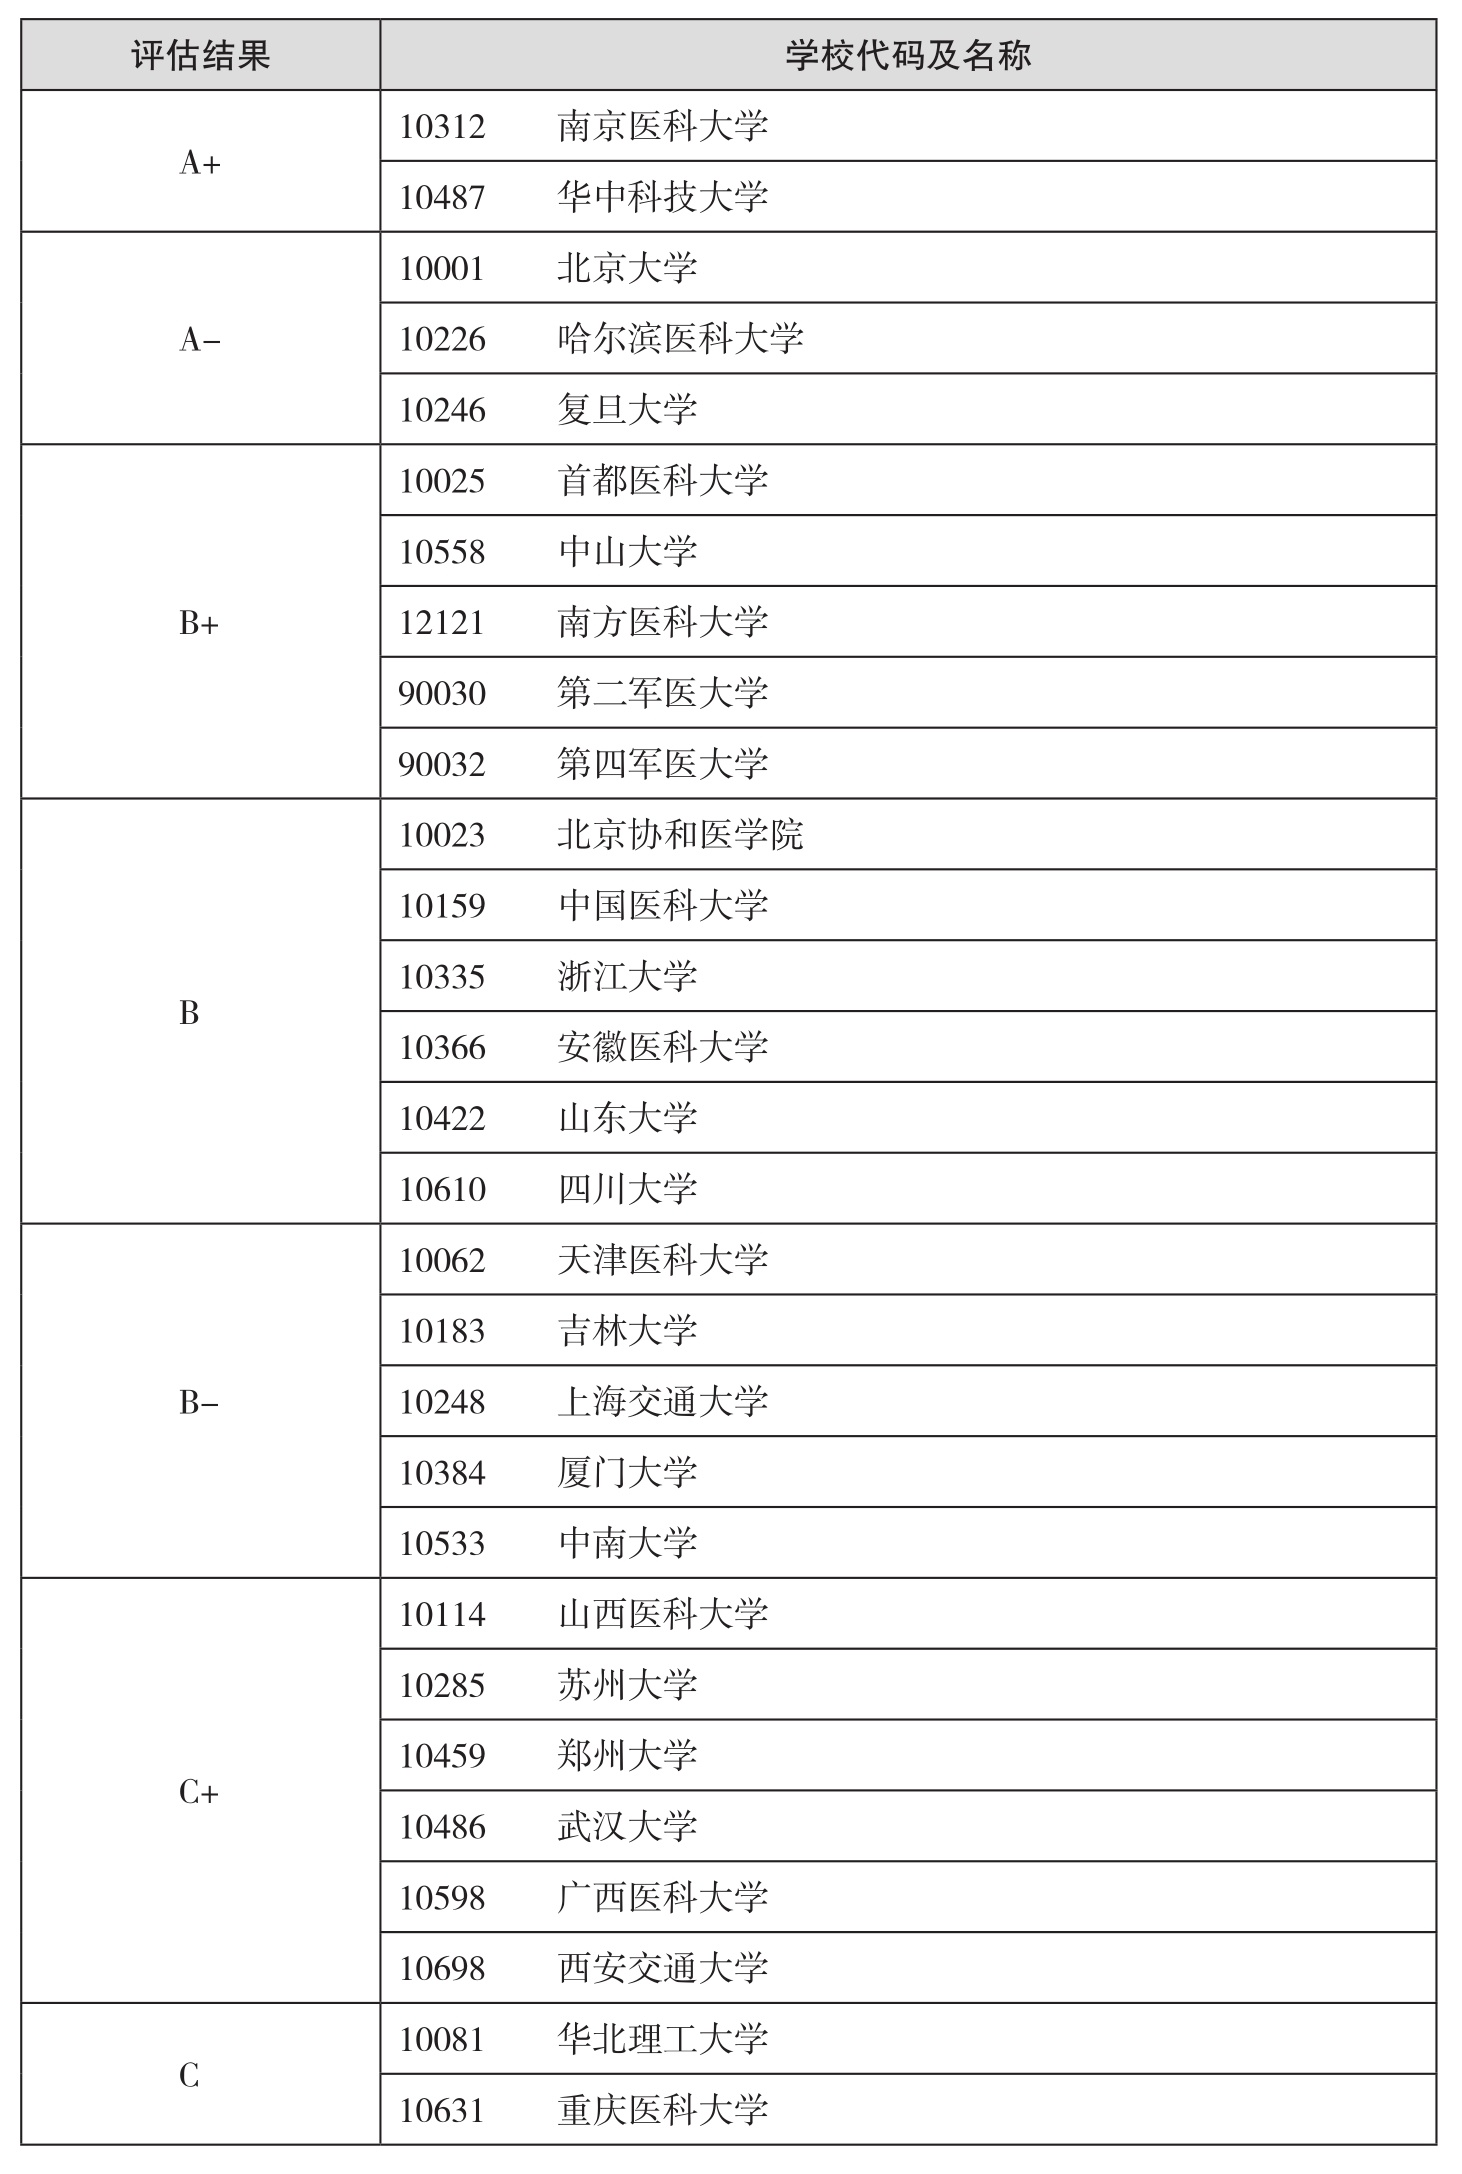 评估结果 学校代码及名称
A+
10312 南京医科大学
10487 华中科技大学
A-
10001 北京大学
10226 哈尔滨医科大学
10246 复旦大学
B+
10025 首都医科大学
10558 中山大学
12121 南方医科大学
90030 第二军医大学
90032 第四军医大学
B
10023 北京协和医学院
10159 中国医科大学
10335 浙江大学
10366 安徽医科大学
10422 山东大学
10610 四川大学
B-
10062 天津医科大学
10183 吉林大学
10248 上海交通大学
10384 厦门大学
10533 中南大学
C+
10114 山西医科大学
10285 苏州大学
10459 郑州大学
10486 武汉大学
10598 广西医科大学
10698 西安交通大学
C
10081 华北理工大学
10631 重庆医科大学